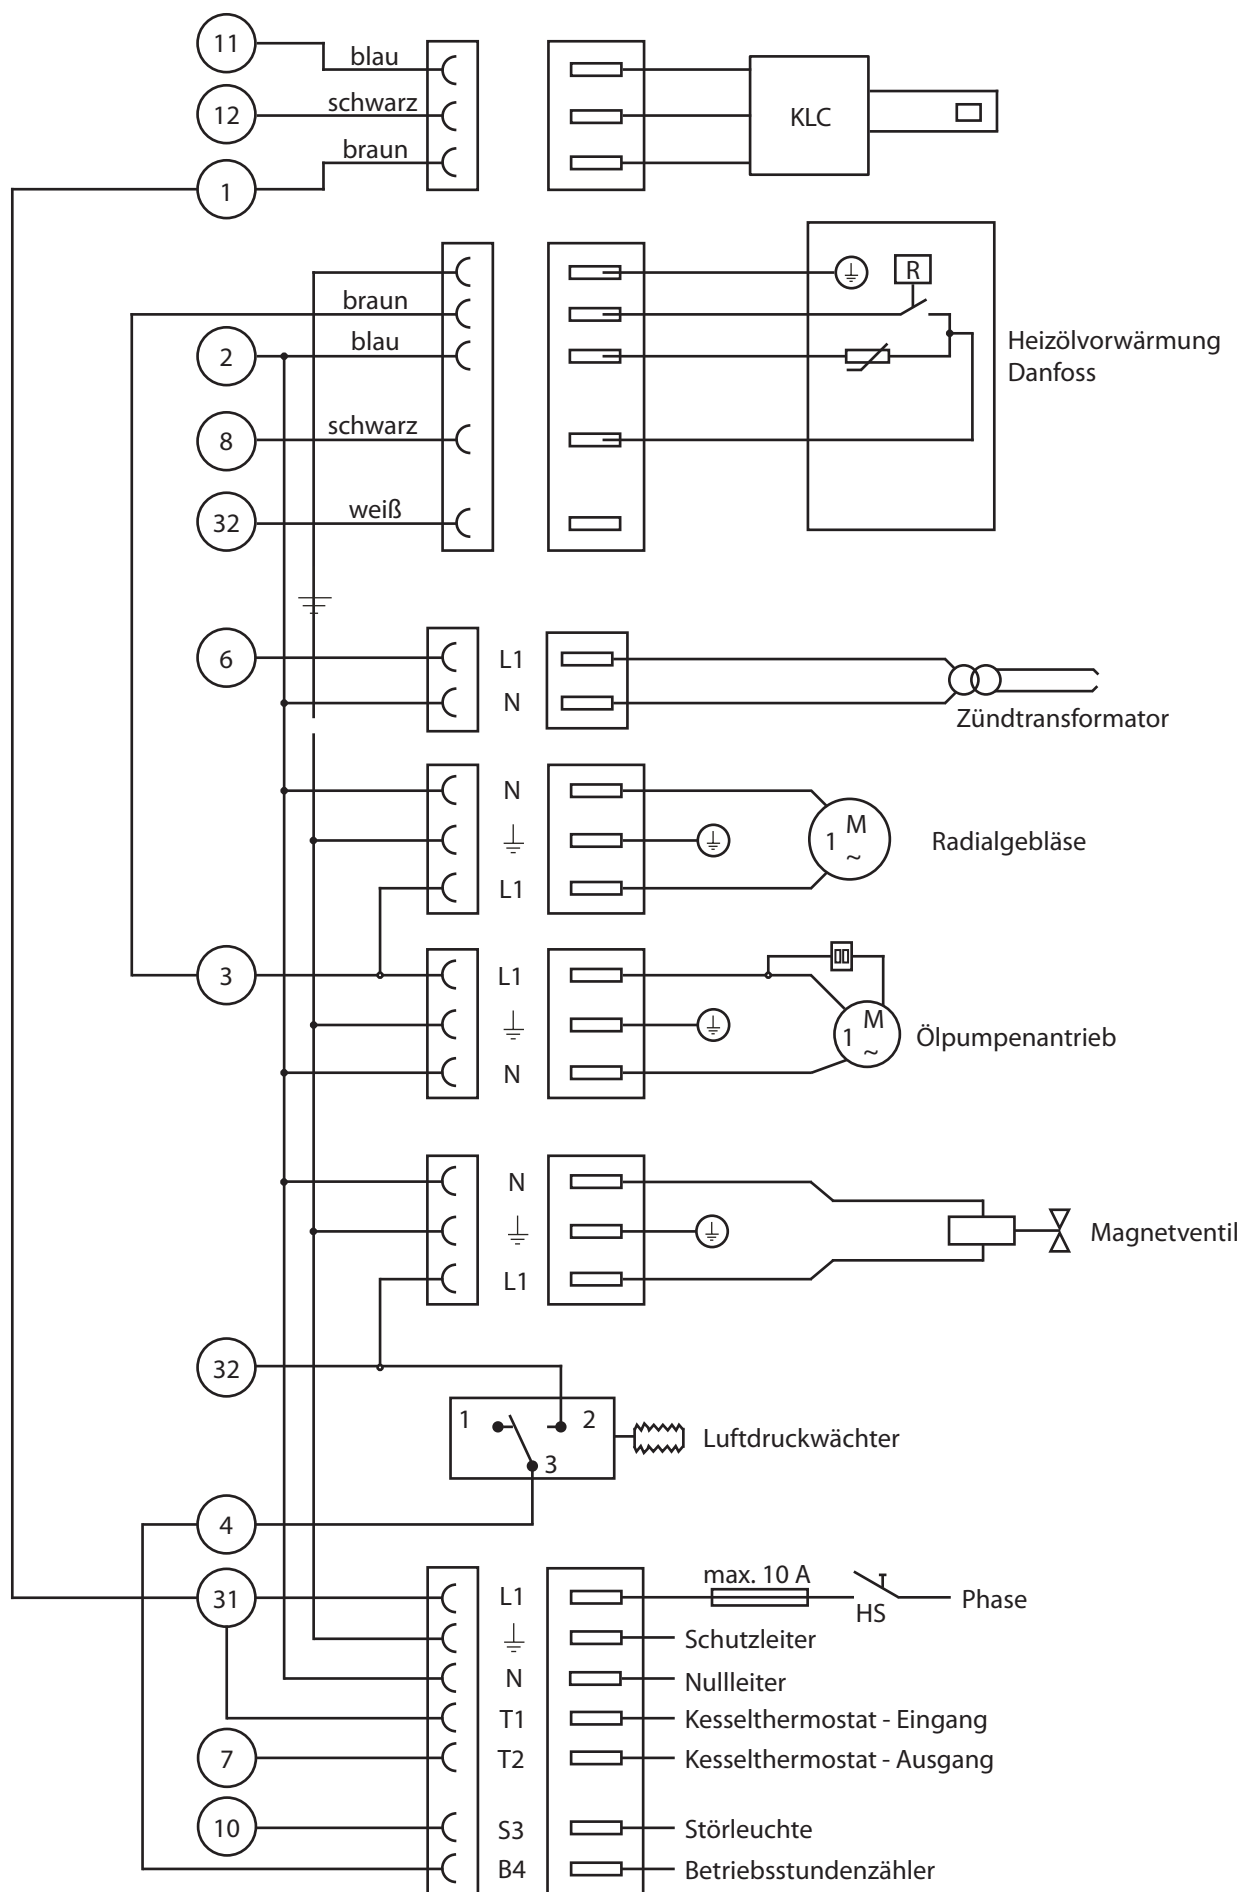 11
blau
12
schwarz
KLC
braun
1
braun
R
2
blau
Heizölvorwärmung
Danfoss
8
schwarz
32
weiß
6
L1
N
Zündtransformator
N
M
1
~
Radialgebläse
L1
3
L1
M
1
~
Ölpumpenantrieb
N
N
Magnetventil
L1
32
1
2
3
Luftdruckwächter
4
31
L1
max. 10 A
HS
Phase
Schutzleiter
N
Nullleiter
T1
Kesselthermostat - Eingang
7
T2
Kesselthermostat - Ausgang
10
S3
Störleuchte
B4
Betriebsstundenzähler